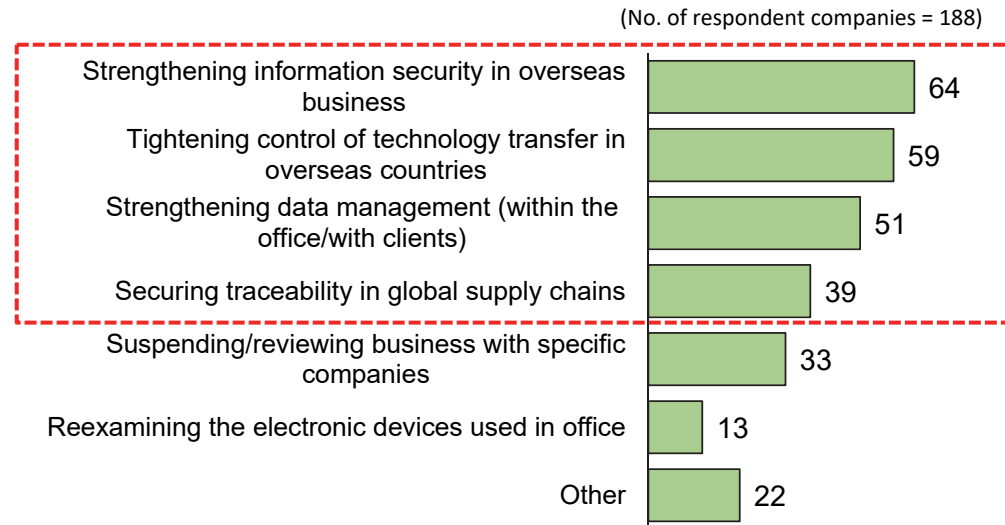 (No. of respondent companies = 188)
Strengthening information security in overseas
business
64
Tightening control of technology transfer in
overseas countries
59
Strengthening data management (within the
office/with clients)
51
Securing traceability in global supply chains
39
Suspending/reviewing business with specific
companies
33
Reexamining the electronic devices used in office
13
Other
22